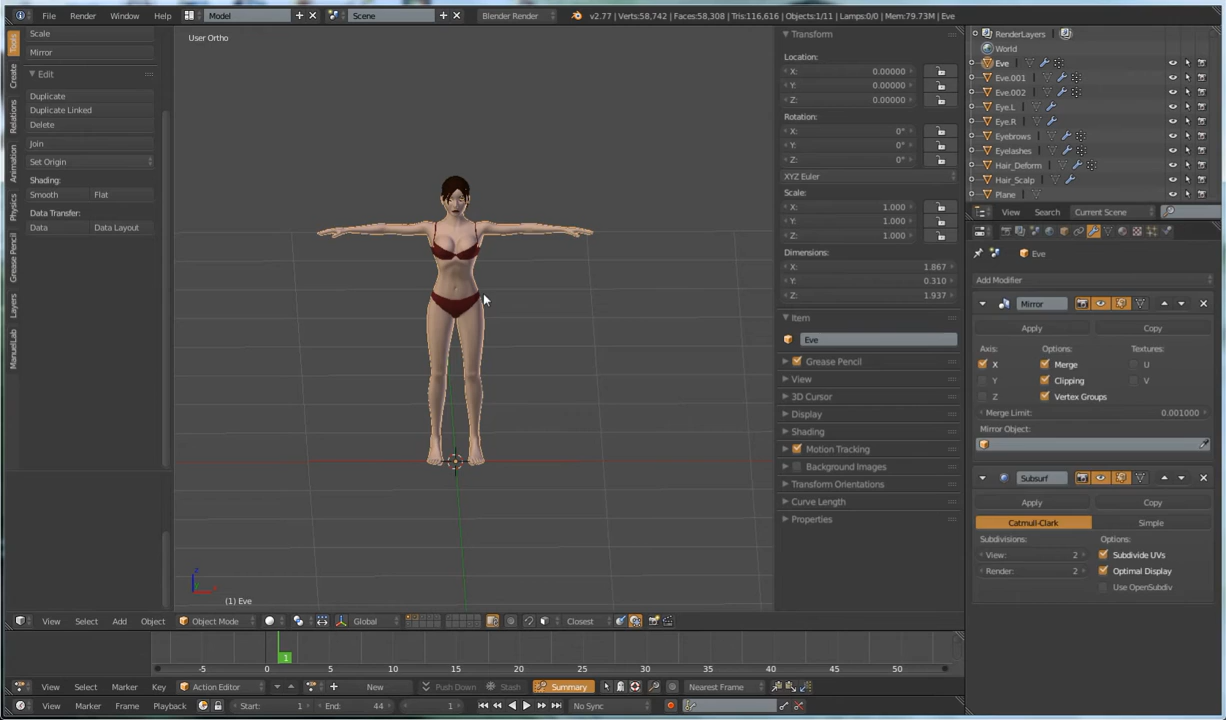 File Render Window Help Model Scene Blender Render v2.77 | Verts:58,742 | Faces:58,308 | Tris:116,616 | Objects:1/11 | Lamps:0/0 | Mem:79.73M | Eve
Tools
Create
Relations
Animation
Physics
Grease Pencil
Layers
ManuelLab
Scale
Mirror
Edit
Duplicate
Duplicate Linked
Delete
Join
Set Origin
Shading:
Smooth Flat
Data Transfer:
Data Data Layout
User Ortho
z
(1) Eve
Transform
Location:
X: 0.00000
Y: 0.00000
Z: 0.00000
Rotation:
X: 0°
Y: 0°
Z: 0°
XYZ Euler
Scale:
X: 1.000
Y: 1.000
Z: 1.000
Dimensions:
X: 1.867
Y: 0.310
Z: 1.937
Item
Eve
Grease Pencil
View
3D Cursor
Display
Shading
Motion Tracking
Background Images
Transform Orientations
Curve Length
Properties
RenderLayers
World
Eve
Eve.001
Eve.002
Eye.L
Eye.R
Eyebrows
Eyelashes
Hair_Deform
Hair_Scalp
Plane
View Search Current Scene
Eve
Add Modifier
Mirror
Apply Copy
Axis: Options: Textures:
X Merge U
Y Clipping V
Z Vertex Groups
Merge Limit: 0.001000
Mirror Object:
Subsurf
Apply Copy
Catmull-Clark Simple
Subdivisions: Options:
View: 2 Subdivide UVs
Render: 2 Optimal Display
Use OpenSubdiv
View Select Add Object Object Mode Global Closest
1
-5 0 5 10 15 20 25 30 35 40 45 50
View Select Marker Key Action Editor New Push Down Stash Summary Nearest Frame
View Marker Frame Playback Start: 1 End: 44 1 No Sync